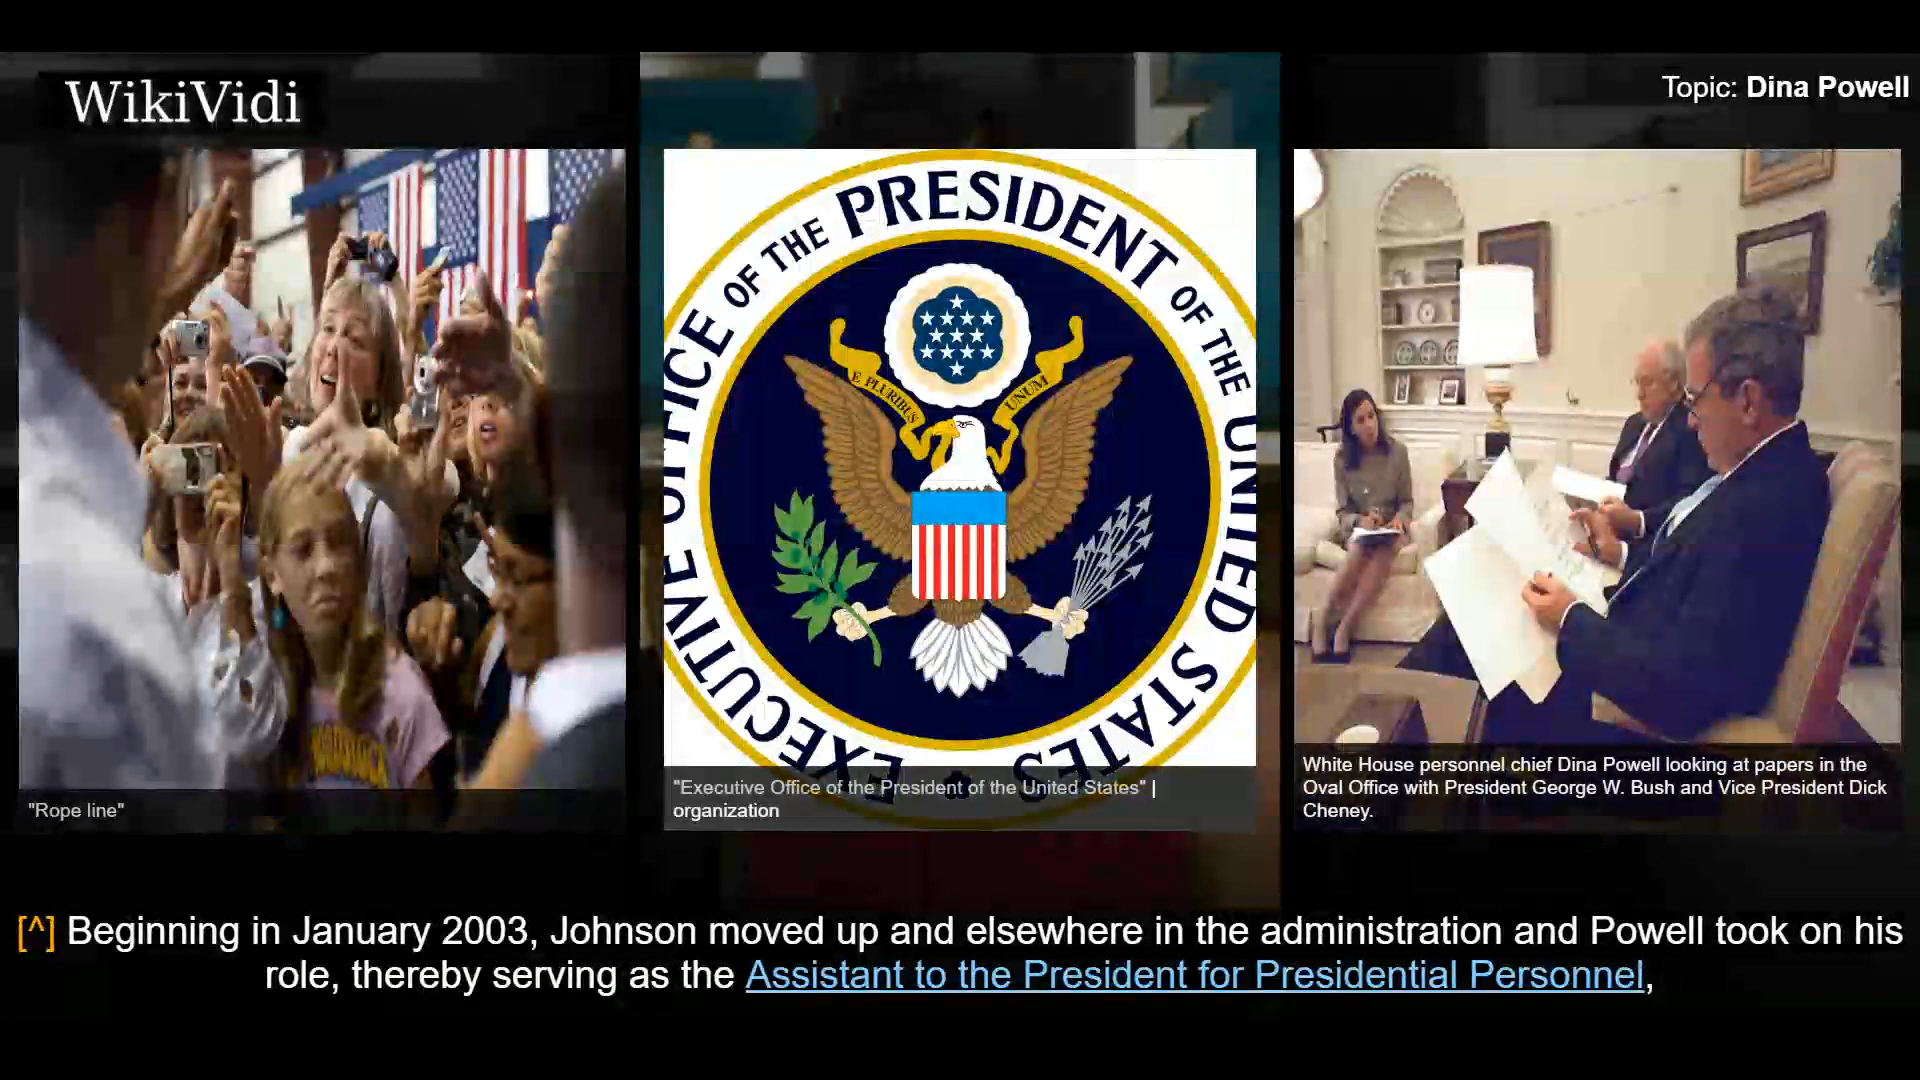 WikiVidi
Topic: Dina Powell
EXECUTIVE OFFICE OF THE PRESIDENT OF THE UNITED STATES
E PLURIBUS UNUM
"Rope line"
"Executive Office of the President of the United States" |
organization
White House personnel chief Dina Powell looking at papers in the
Oval Office with President George W. Bush and Vice President Dick
Cheney.
[^] Beginning in January 2003, Johnson moved up and elsewhere in the administration and Powell took on his
role, thereby serving as the Assistant to the President for Presidential Personnel,